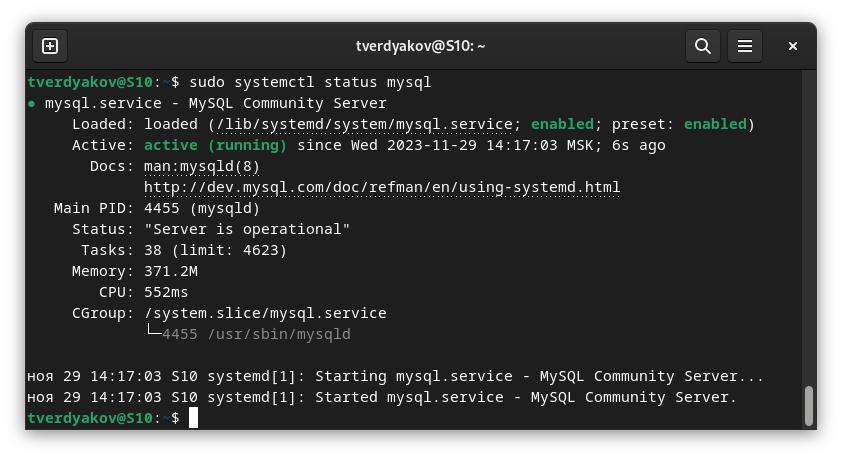 tverdyakov@S10: ~
tverdyakov@S10:~$ sudo systemctl status mysql
● mysql.service - MySQL Community Server
Loaded: loaded (/lib/systemd/system/mysql.service; enabled; preset: enabled)
Active: active (running) since Wed 2023-11-29 14:17:03 MSK; 6s ago
Docs: man:mysqld(8)
http://dev.mysql.com/doc/refman/en/using-systemd.html
Main PID: 4455 (mysqld)
Status: "Server is operational"
Tasks: 38 (limit: 4623)
Memory: 371.2M
CPU: 552ms
CGroup: /system.slice/mysql.service
└─4455 /usr/sbin/mysqld
ноя 29 14:17:03 S10 systemd[1]: Starting mysql.service - MySQL Community Server...
ноя 29 14:17:03 S10 systemd[1]: Started mysql.service - MySQL Community Server.
tverdyakov@S10:~$